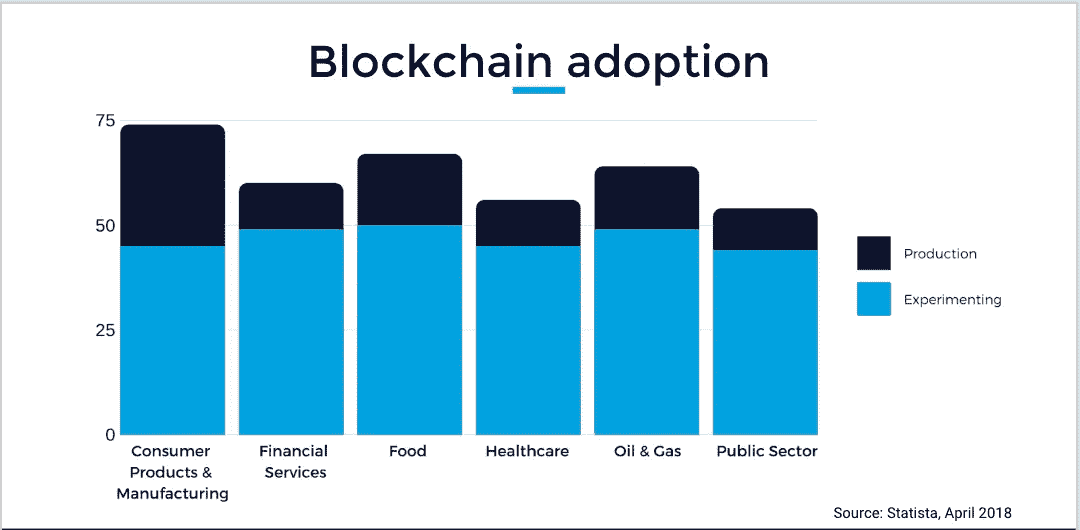 Blockchain adoption
75
50
25
0
Consumer
Products &
Manufacturing
Financial
Services
Food
Healthcare
Oil & Gas
Public Sector
Production
Experimenting
Source: Statista, April 2018